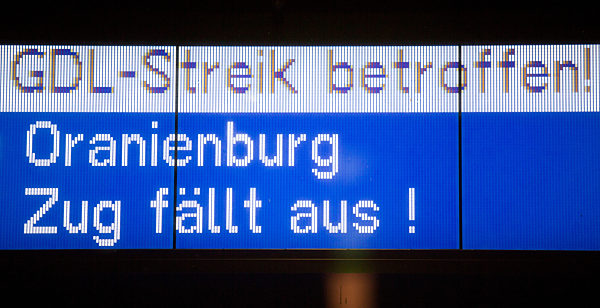 GDL-Streik betroffen!
Oranienburg
Zug fällt aus !